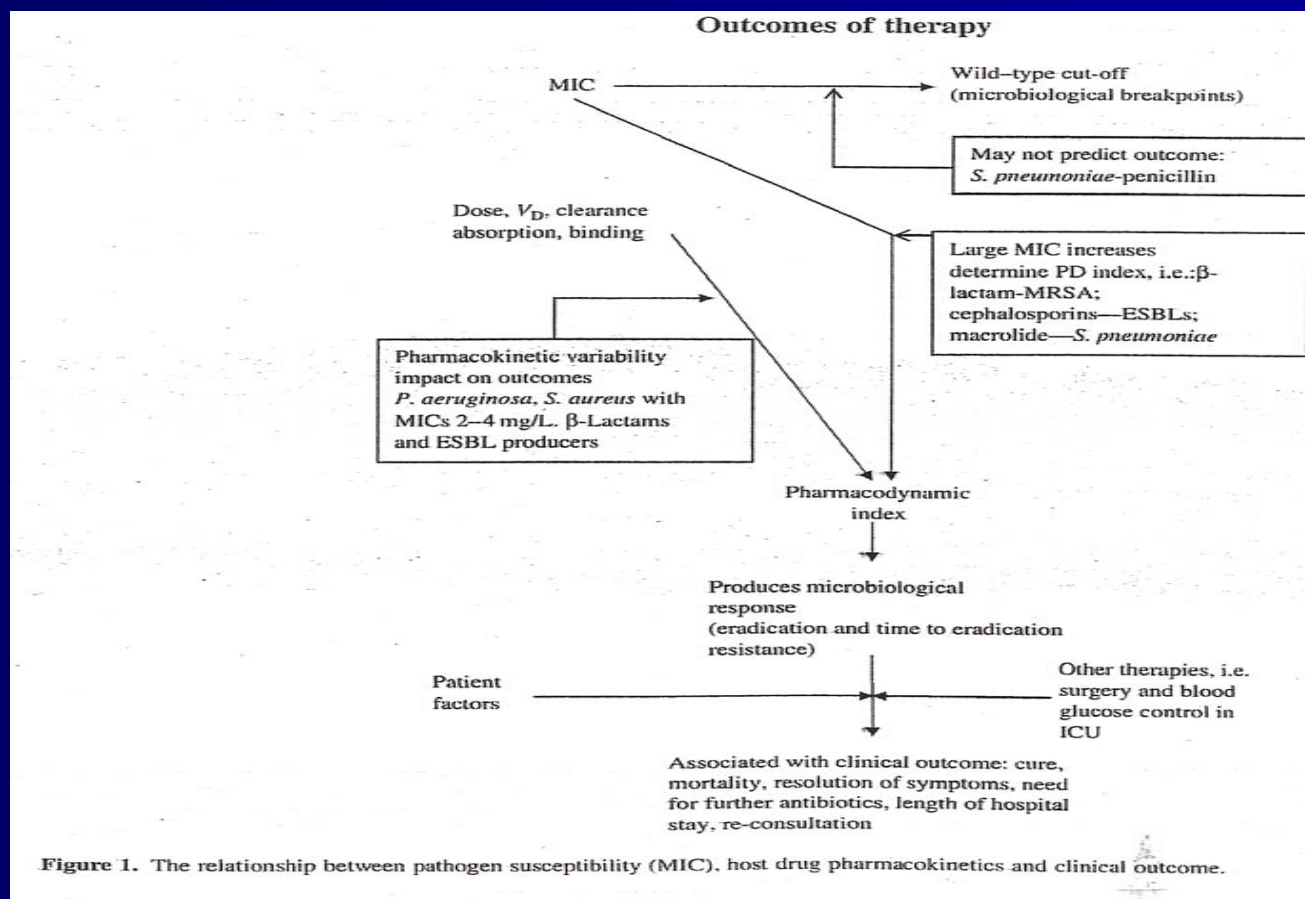 Outcomes of therapy
MIC
Wild–type cut-off
(microbiological breakpoints)
May not predict outcome:
S. pneumoniae-penicillin
Dose, VD, clearance
absorption, binding
Large MIC increases
determine PD index, i.e.:β-
lactam-MRSA;
cephalosporins—ESBLs;
macrolide—S. pneumoniae
Pharmacokinetic variability
impact on outcomes
P. aeruginosa, S. aureus with
MICs 2–4 mg/L. β-Lactams
and ESBL producers
Pharmacodynamic
index
Produces microbiological
response
(eradication and time to eradication
resistance)
Patient
factors
Other therapies, i.e.
surgery and blood
glucose control in
ICU
Associated with clinical outcome: cure,
mortality, resolution of symptoms, need
for further antibiotics, length of hospital
stay, re-consultation
Figure 1. The relationship between pathogen susceptibility (MIC), host drug pharmacokinetics and clinical outcome.